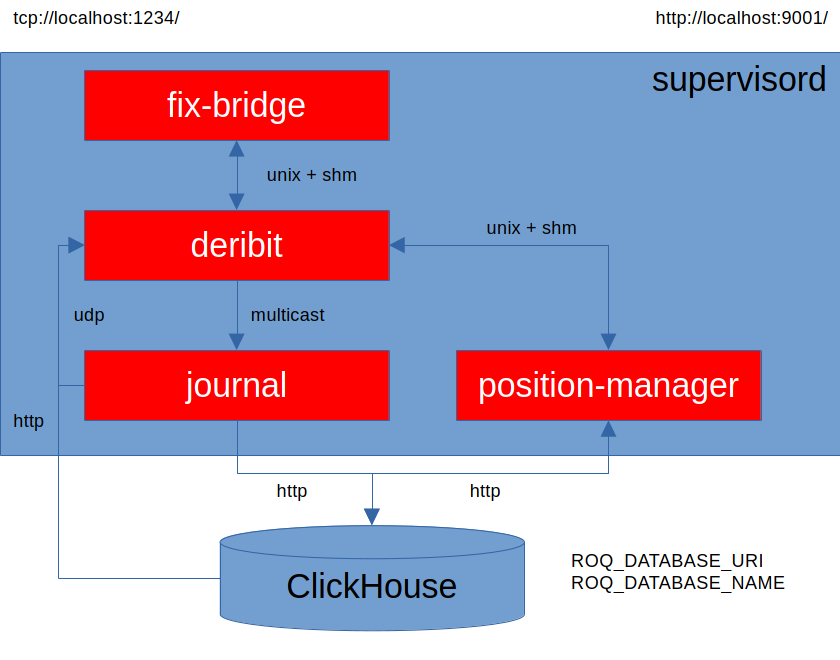 tcp://localhost:1234/
http://localhost:9001/
supervisord
fix-bridge
unix + shm
deribit
unix + shm
udp
multicast
journal
position-manager
http
http
http
ClickHouse
ROQ_DATABASE_URI
ROQ_DATABASE_NAME